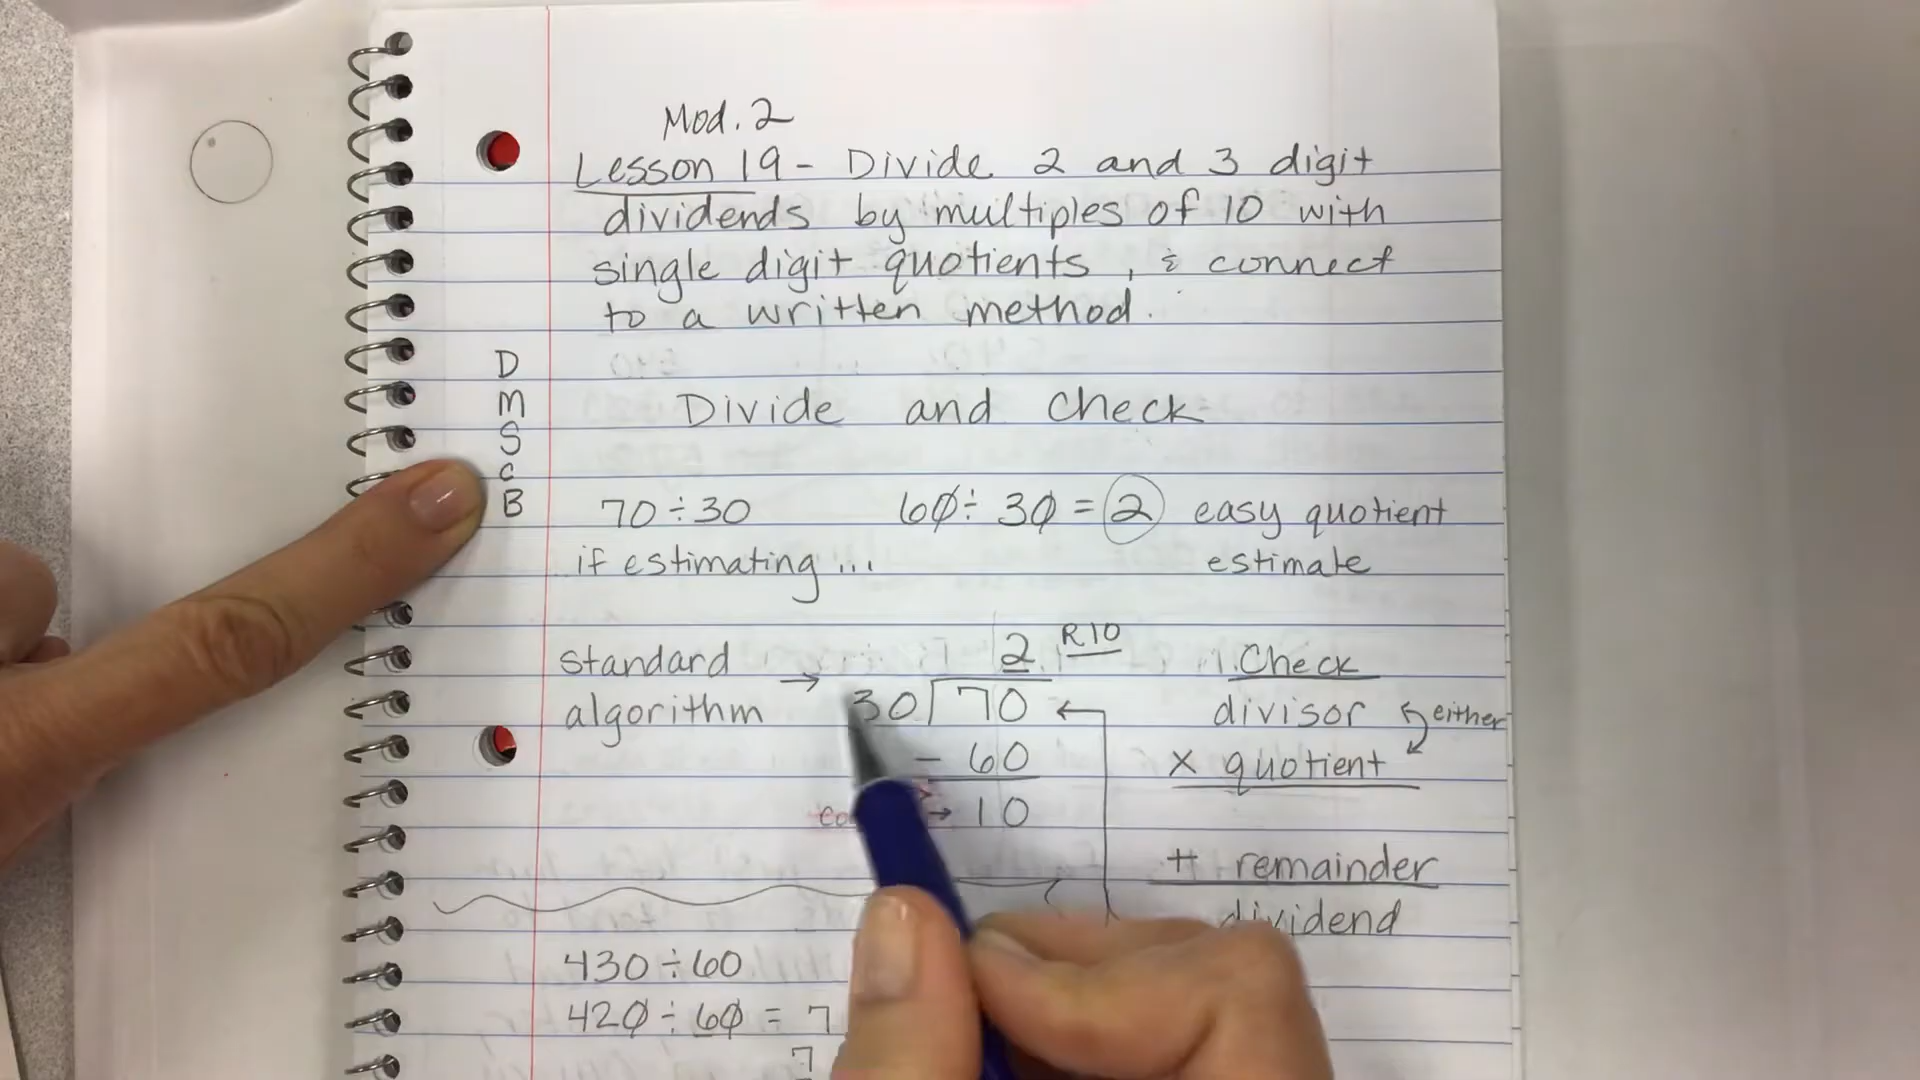 Mod. 2
Lesson 19 - Divide 2 and 3 digit
dividends by multiples of 10 with
single digit quotients, & connect
to a written method.
D
M
S
C
B
Divide and check
70 ÷ 30 60 ÷ 30 = 2 easy quotient
if estimating ... estimate
standard → 2 R10 Check
algorithm 30 70 ← divisor either
- 60 x quotient
→ 10
+ remainder
dividend
430 ÷ 60
420 ÷ 60 = 7
7